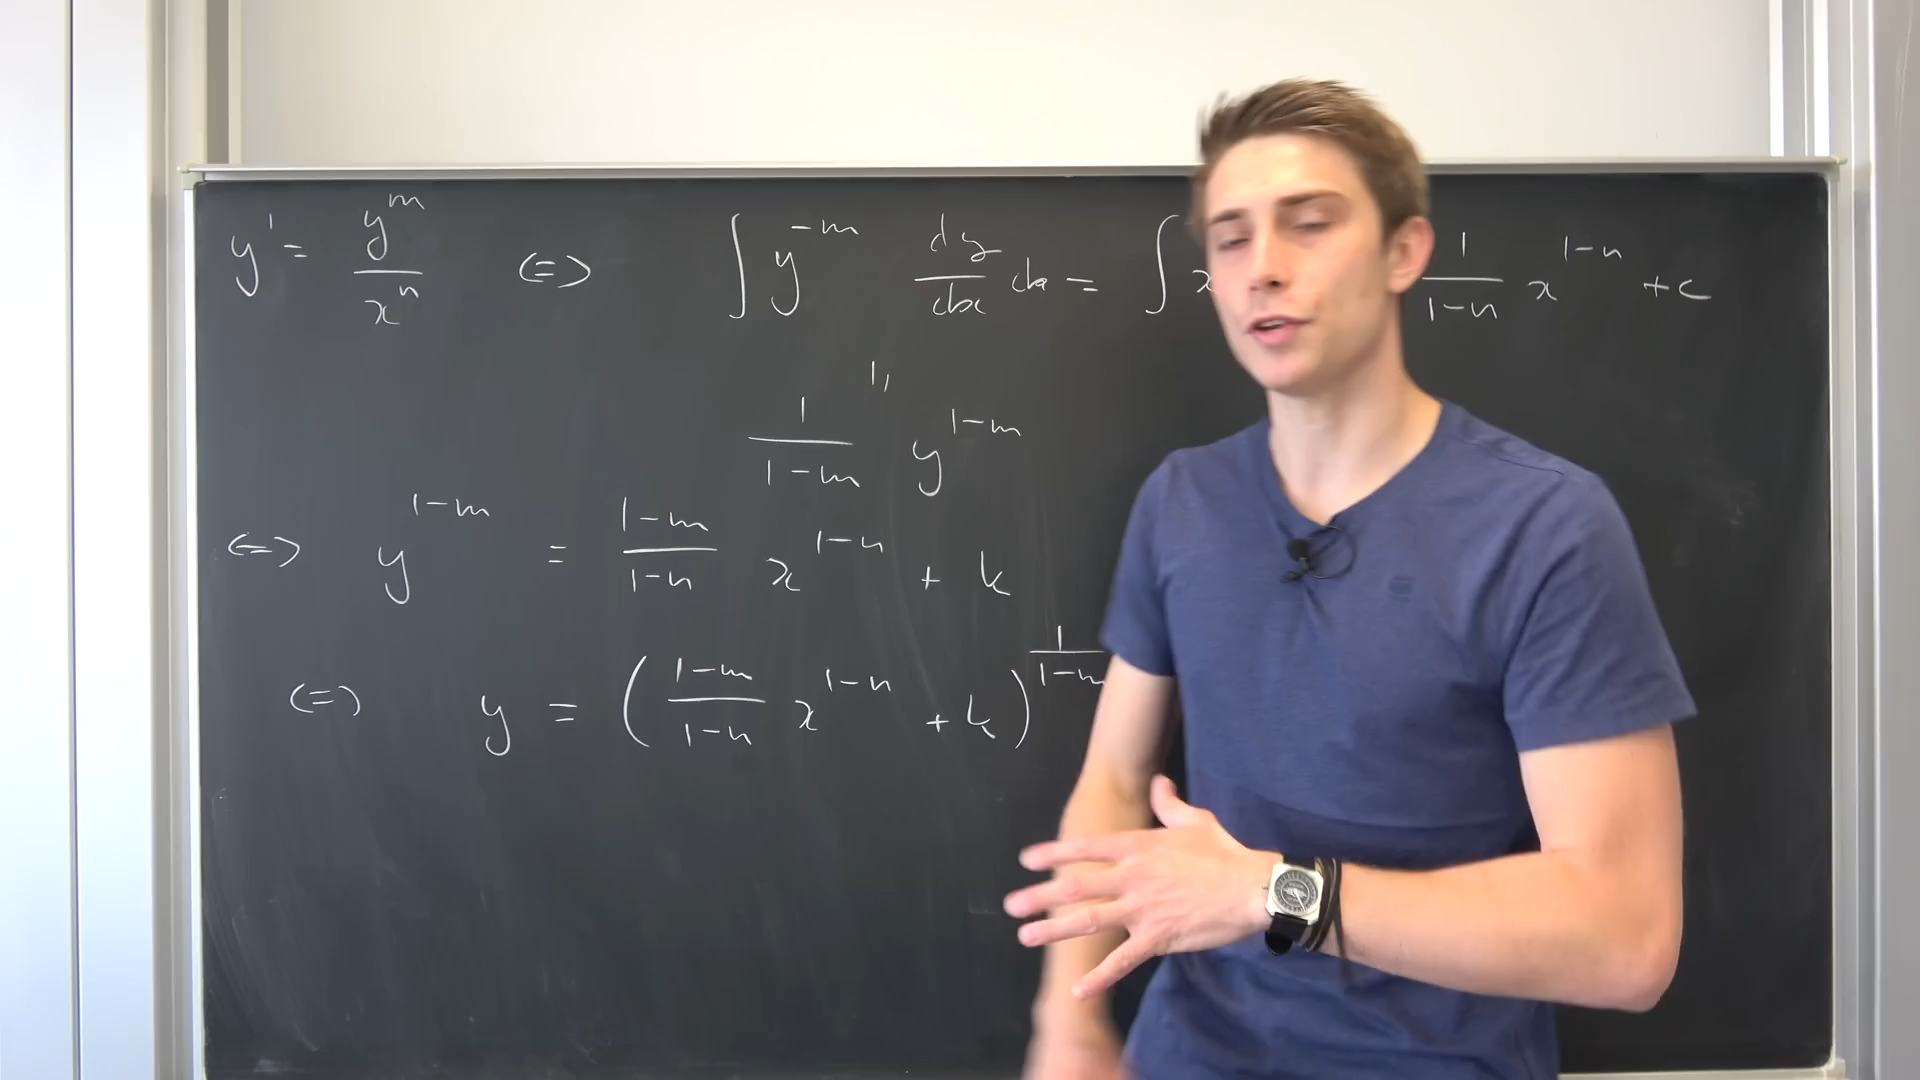 y' = y^m / x^n <=> ∫ y^{-m} dy/dx dx = ∫ x 1/(1-n) x^{1-n} + c
1/(1-m) y^{1-m}
<=> y^{1-m} = (1-m)/(1-n) x^{1-n} + k
<=> y = ( (1-m)/(1-n) x^{1-n} + k )^{1/(1-m}